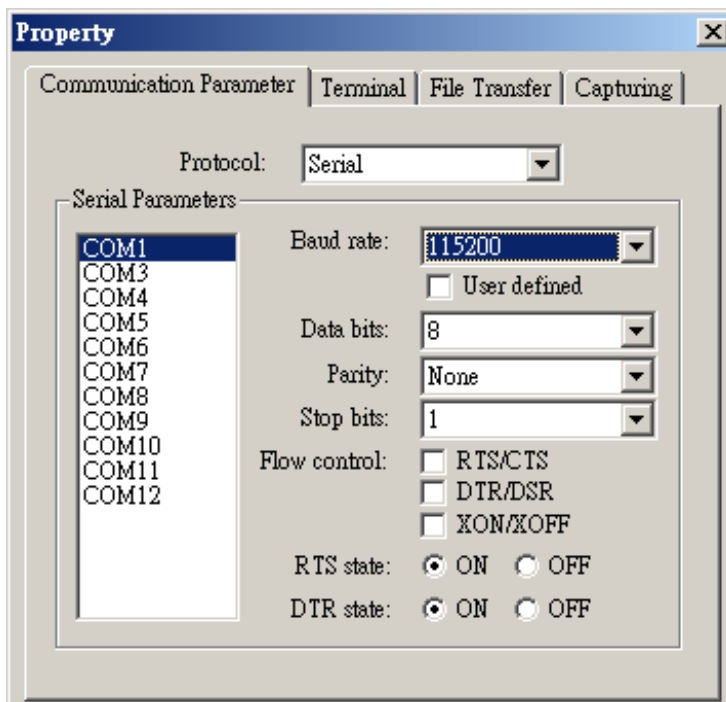 Property
Communication Parameter Terminal File Transfer Capturing
Protocol: Serial
Serial Parameters
COM1
COM3
COM4
COM5
COM6
COM7
COM8
COM9
COM10
COM11
COM12
Baud rate: 115200
User defined
Data bits: 8
Parity: None
Stop bits: 1
Flow control: RTS/CTS
DTR/DSR
XON/XOFF
RTS state: ON OFF
DTR state: ON OFF